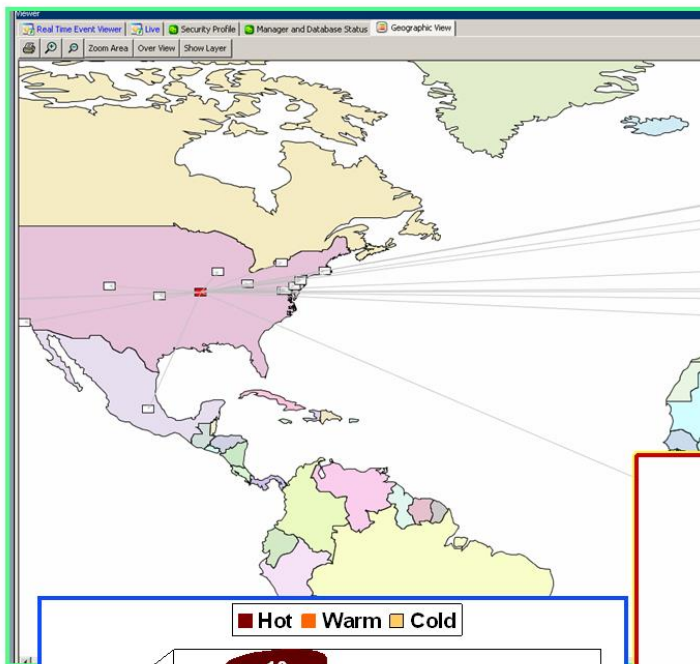 Viewer
Real Time Event Viewer Live Security Profile Manager and Database Status Geographic View
Zoom Area Over View Show Layer
Hot Warm Cold